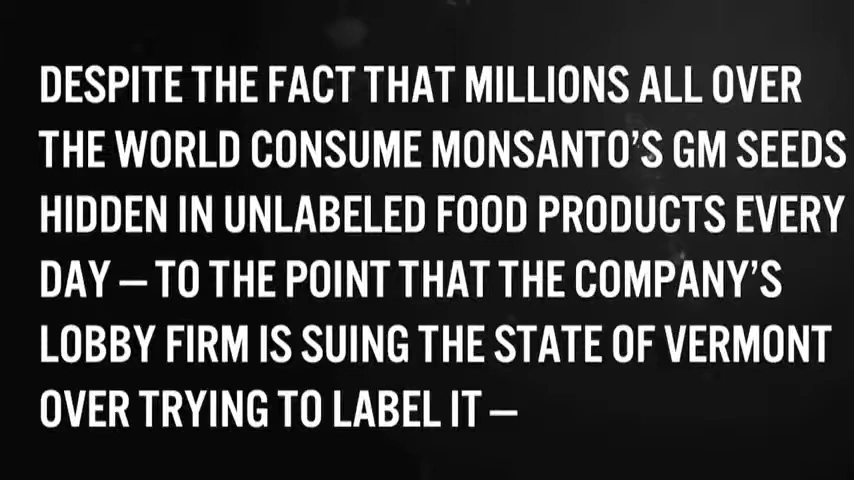 DESPITE THE FACT THAT MILLIONS ALL OVER
THE WORLD CONSUME MONSANTO'S GM SEEDS
HIDDEN IN UNLABELED FOOD PRODUCTS EVERY
DAY – TO THE POINT THAT THE COMPANY'S
LOBBY FIRM IS SUING THE STATE OF VERMONT
OVER TRYING TO LABEL IT –